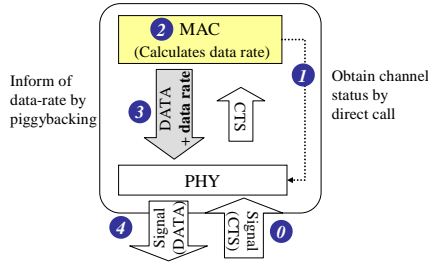 2 MAC
(Calculates data rate)
1
Inform of
data-rate by
piggybacking
Obtain channel
status by
direct call
3
DATA
+ data rate
CTS
PHY
4
Signal
(DATA)
Signal
(CTS)
0